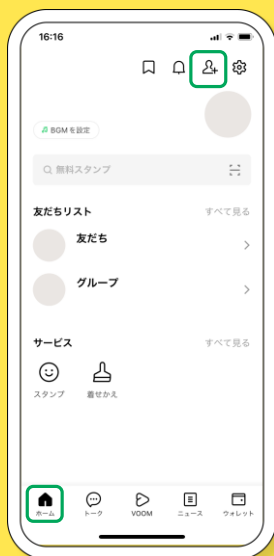 16:16
BGMを設定
無料スタンプ
友だちリスト すべて見る
友だち
グループ
サービス すべて見る
スタンプ 着せかえ
ホーム トーク VOOM ニュース ウォレット